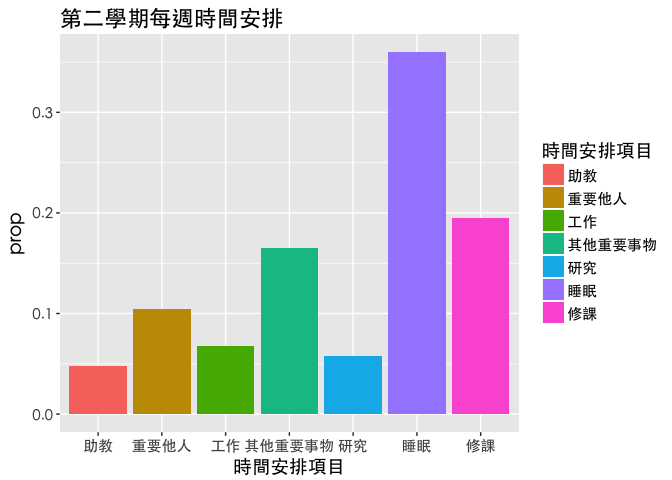 第二學期每週時間安排
prop
0.3
0.2
0.1
0.0
助教 重要他人 工作 其他重要事物 研究 睡眠 修課
時間安排項目
時間安排項目
助教
重要他人
工作
其他重要事物
研究
睡眠
修課